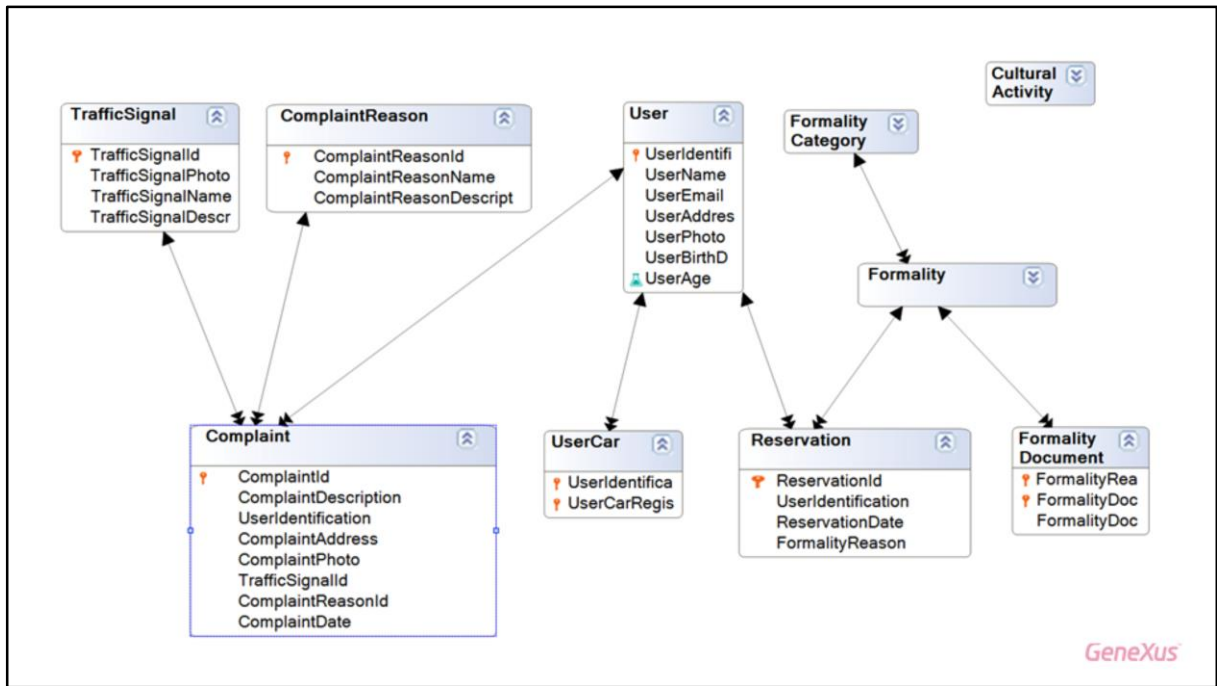 TrafficSignal
TrafficSignalId
TrafficSignalPhoto
TrafficSignalName
TrafficSignalDescr
ComplaintReason
ComplaintReasonId
ComplaintReasonName
ComplaintReasonDescript
User
UserIdentifi
UserName
UserEmail
UserAddres
UserPhoto
UserBirthD
UserAge
Formality
Category
Cultural
Activity
Formality
Complaint
ComplaintId
ComplaintDescription
UserIdentification
ComplaintAddress
ComplaintPhoto
TrafficSignalId
ComplaintReasonId
ComplaintDate
UserCar
UserIdentifica
UserCarRegis
Reservation
ReservationId
UserIdentification
ReservationDate
FormalityReason
Formality
Document
FormalityRea
FormalityDoc
FormalityDoc
GeneXus